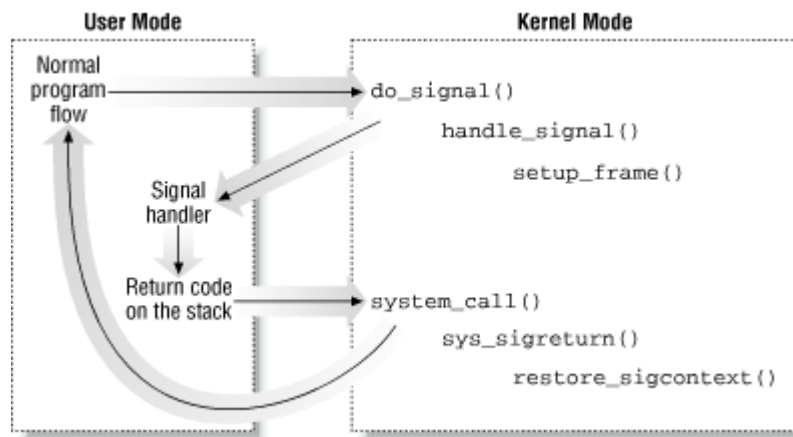 User Mode
Kernel Mode
Normal
program
flow
do_signal()
handle_signal()
setup_frame()
Signal
handler
Return code
on the stack
system_call()
sys_sigreturn()
restore_sigcontext()